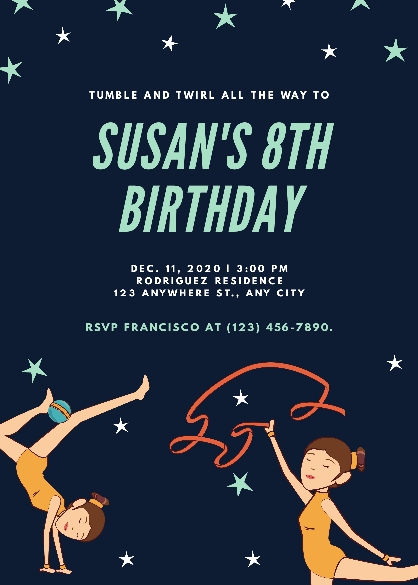 TUMBLE AND TWIRL ALL THE WAY TO
SUSAN'S 8TH
BIRTHDAY
DEC. 11, 2020 | 3:00 PM
RODRIGUEZ RESIDENCE
123 ANYWHERE ST., ANY CITY
RSVP FRANCISCO AT (123) 456-7890.